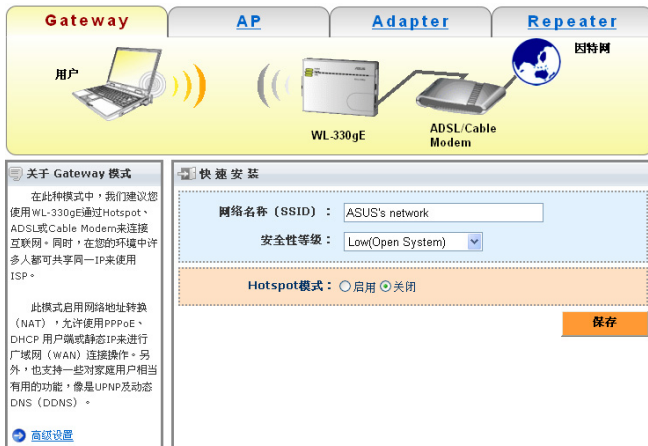 Gateway
AP
Adapter
Repeater
用户
因特网
WL-330gE
ADSL/Cable
Modem
关于 Gateway 模式
在此种模式中，我们建议您
使用WL-330gE通过Hotspot、
ADSL或Cable Modem来连接
互联网。同时，在您的环境中许
多人都可共享同一IP来使用
ISP。
此模式启用网络地址转换
（NAT），允许使用PPPoE、
DHCP 用户端或静态IP来进行
广域网（WAN）连接操作。另
外，也支持一些对家庭用户相当
有用的功能，像是UPNP及动态
DNS（DDNS）。
高级设置
快速安装
网络名称（SSID）：
ASUS's network
安全性等级：
Low(Open System)
Hotspot模式：
启用
关闭
保存